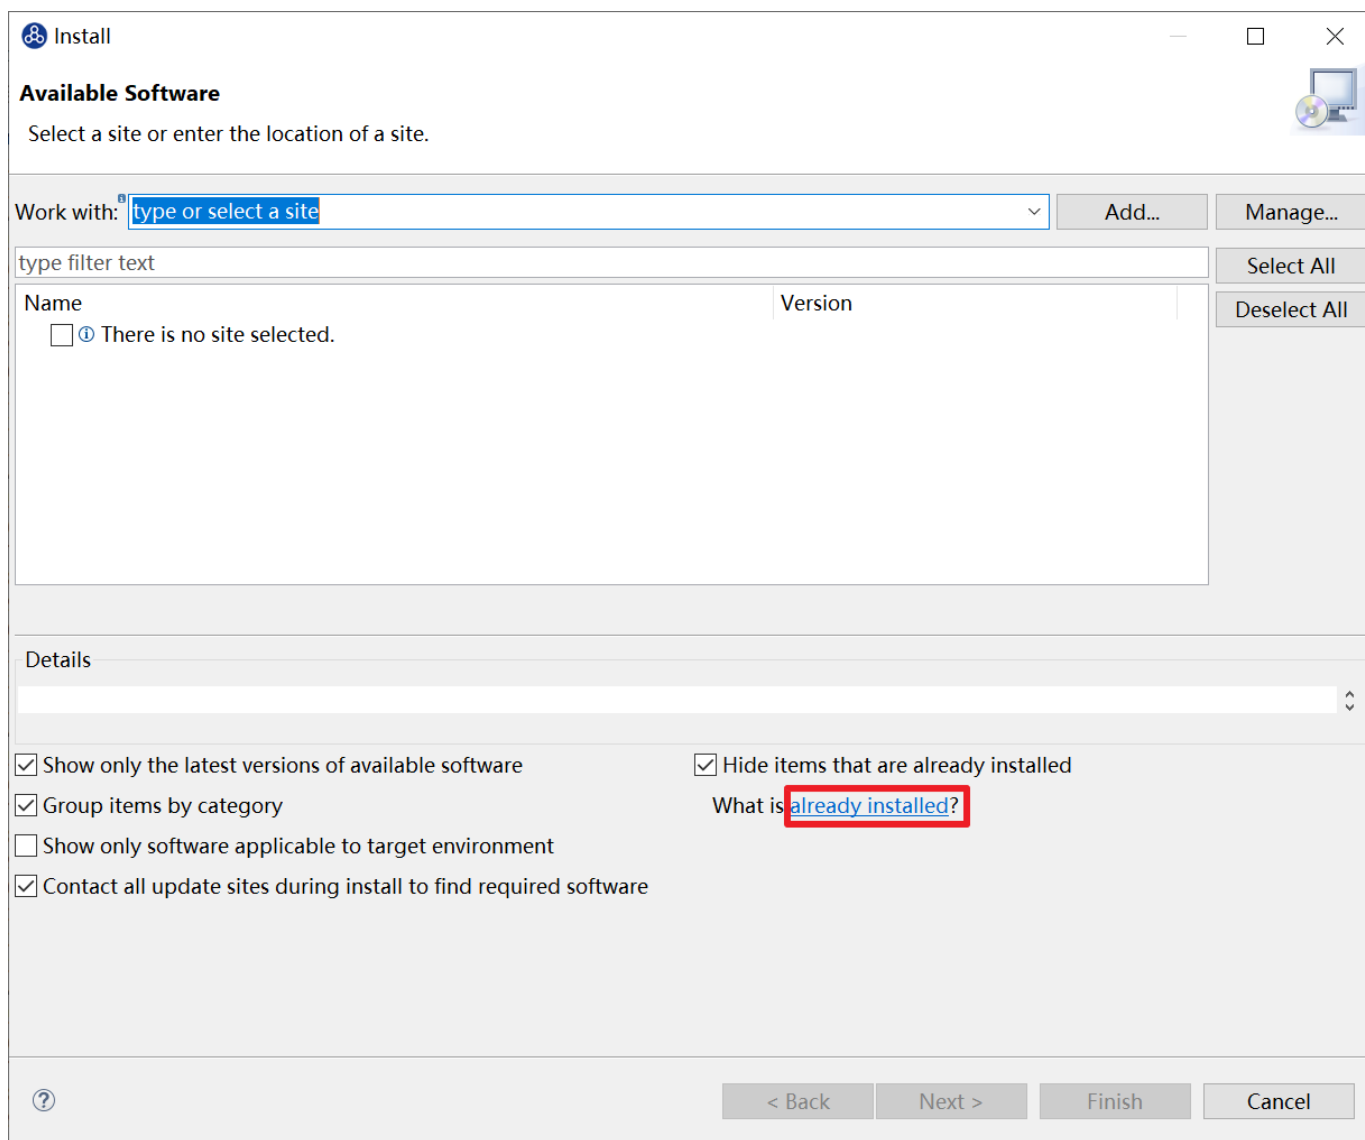 Install
Available Software
Select a site or enter the location of a site.
Work with: type or select a site Add... Manage...
type filter text Select All
Name Version Deselect All
There is no site selected.
Details
Show only the latest versions of available software Hide items that are already installed
Group items by category What is already installed?
Show only software applicable to target environment
Contact all update sites during install to find required software
? < Back Next > Finish Cancel